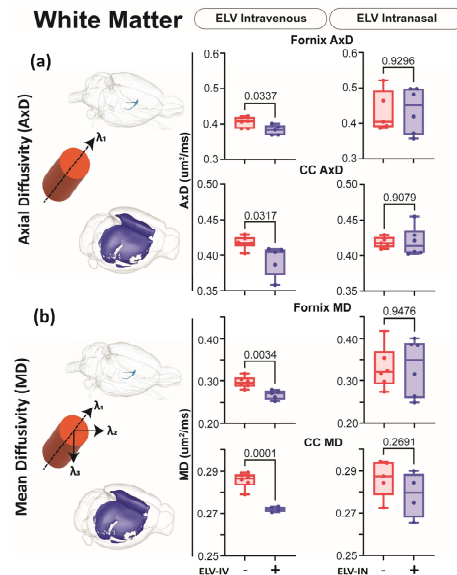 White Matter
ELV Intravenous
ELV Intranasal
(a)
Axial Diffusivity (AxD)
λ₁
AxD (um²/ms)
Fornix AxD
0.5
0.4
0.3
0.0337
0.5
0.4
0.3
0.9296
CC AxD
0.50
0.45
0.40
0.35
0.0317
0.50
0.45
0.40
0.35
0.9079
(b)
Mean Diffusivity (MD)
λ₁
λ₂
λ₃
MD (um²/ms)
Fornix MD
0.40
0.30
0.20
0.0034
0.40
0.30
0.20
0.9476
CC MD
0.29
0.27
0.25
0.0001
0.29
0.27
0.25
0.2691
ELV-IV - +
ELV-IN - +